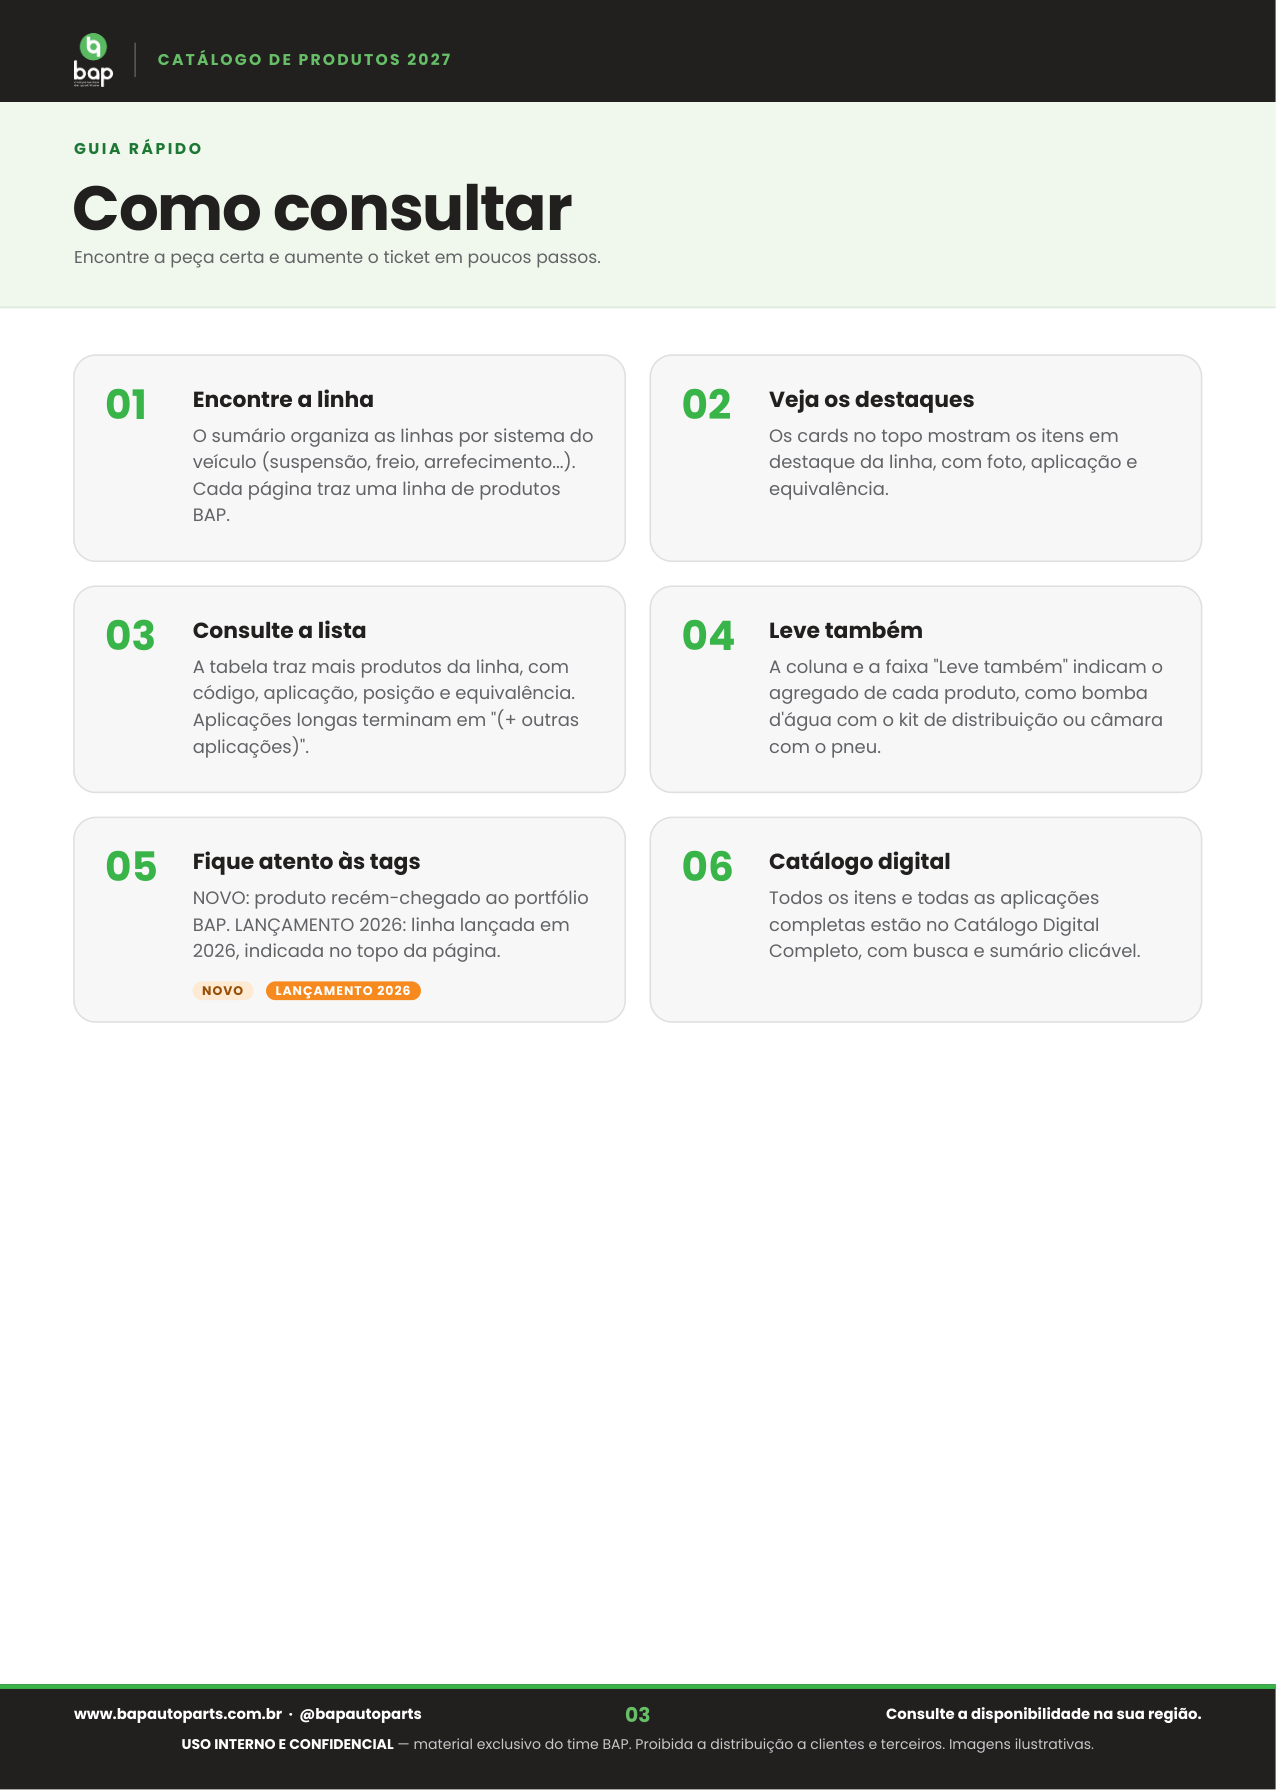 bap
CATÁLOGO DE PRODUTOS 2027
GUIA RÁPIDO
Como consultar
Encontre a peça certa e aumente o ticket em poucos passos.
01
Encontre a linha
O sumário organiza as linhas por sistema do
veículo (suspensão, freio, arrefecimento...).
Cada página traz uma linha de produtos
BAP.
02
Veja os destaques
Os cards no topo mostram os itens em
destaque da linha, com foto, aplicação e
equivalência.
03
Consulte a lista
A tabela traz mais produtos da linha, com
código, aplicação, posição e equivalência.
Aplicações longas terminam em "(+ outras
aplicações)".
04
Leve também
A coluna e a faixa "Leve também" indicam o
agregado de cada produto, como bomba
d'água com o kit de distribuição ou câmara
com o pneu.
05
Fique atento às tags
NOVO: produto recém-chegado ao portfólio
BAP. LANÇAMENTO 2026: linha lançada em
2026, indicada no topo da página.
NOVO LANÇAMENTO 2026
06
Catálogo digital
Todos os itens e todas as aplicações
completas estão no Catálogo Digital
Completo, com busca e sumário clicável.
www.bapautoparts.com.br · @bapautoparts
03
Consulte a disponibilidade na sua região.
USO INTERNO E CONFIDENCIAL — material exclusivo do time BAP. Proibida a distribuição a clientes e terceiros. Imagens ilustrativas.